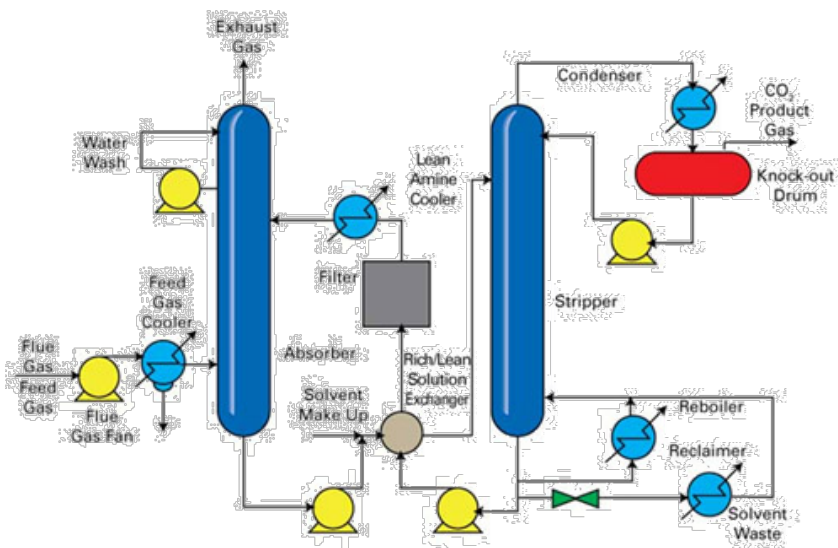 Exhaust
Gas
Condenser
CO2
Product
Gas
Water
Wash
Lean
Amine
Cooler
Knock-out
Drum
Filter
Feed
Gas
Cooler
Stripper
Flue
Gas
Feed
Gas
Absorber
Rich/Lean
Solution
Exchanger
Solvent
Make Up
Reboiler
Flue
Gas Fan
Reclaimer
Solvent
Waste